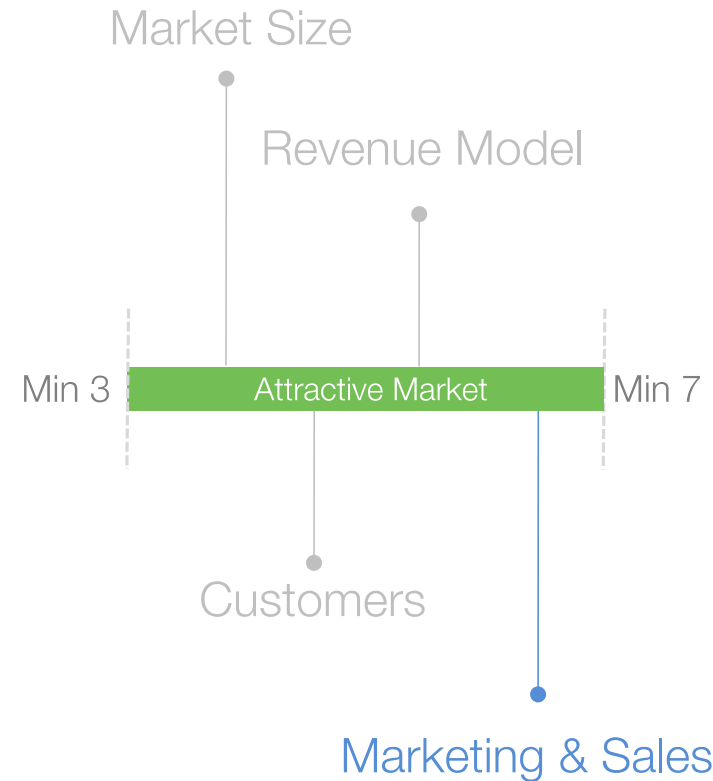 Market Size
Revenue Model
Min 3
Attractive Market
Min 7
Customers
Marketing & Sales